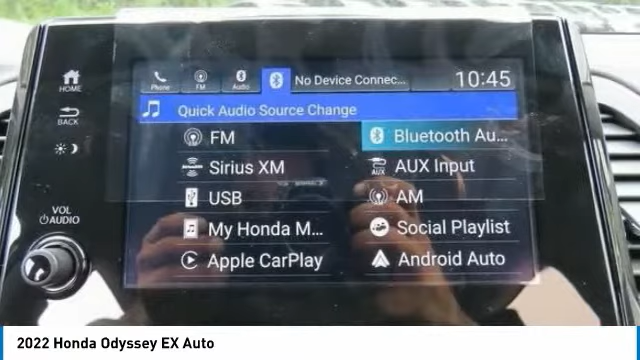 HOME
BACK
VOL
AUDIO
Phone FM Audio No Device Connec... 10:45
Quick Audio Source Change
FM Bluetooth Au...
Sirius XM AUX Input
USB AM
My Honda M... Social Playlist
Apple CarPlay Android Auto
AUX
2022 Honda Odyssey EX Auto